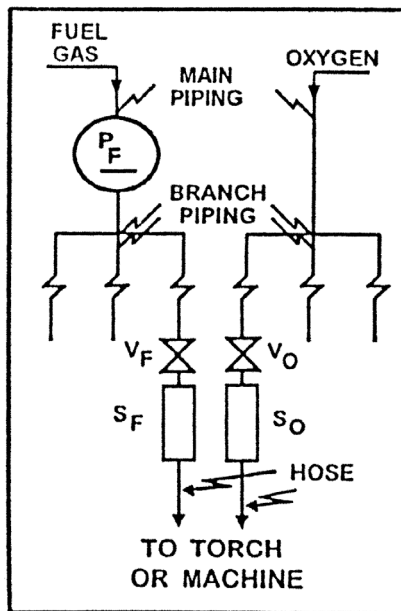 FUEL
GAS
OXYGEN
MAIN
PIPING
PF
BRANCH
PIPING
VF
VO
SF
SO
HOSE
TO TORCH
OR MACHINE